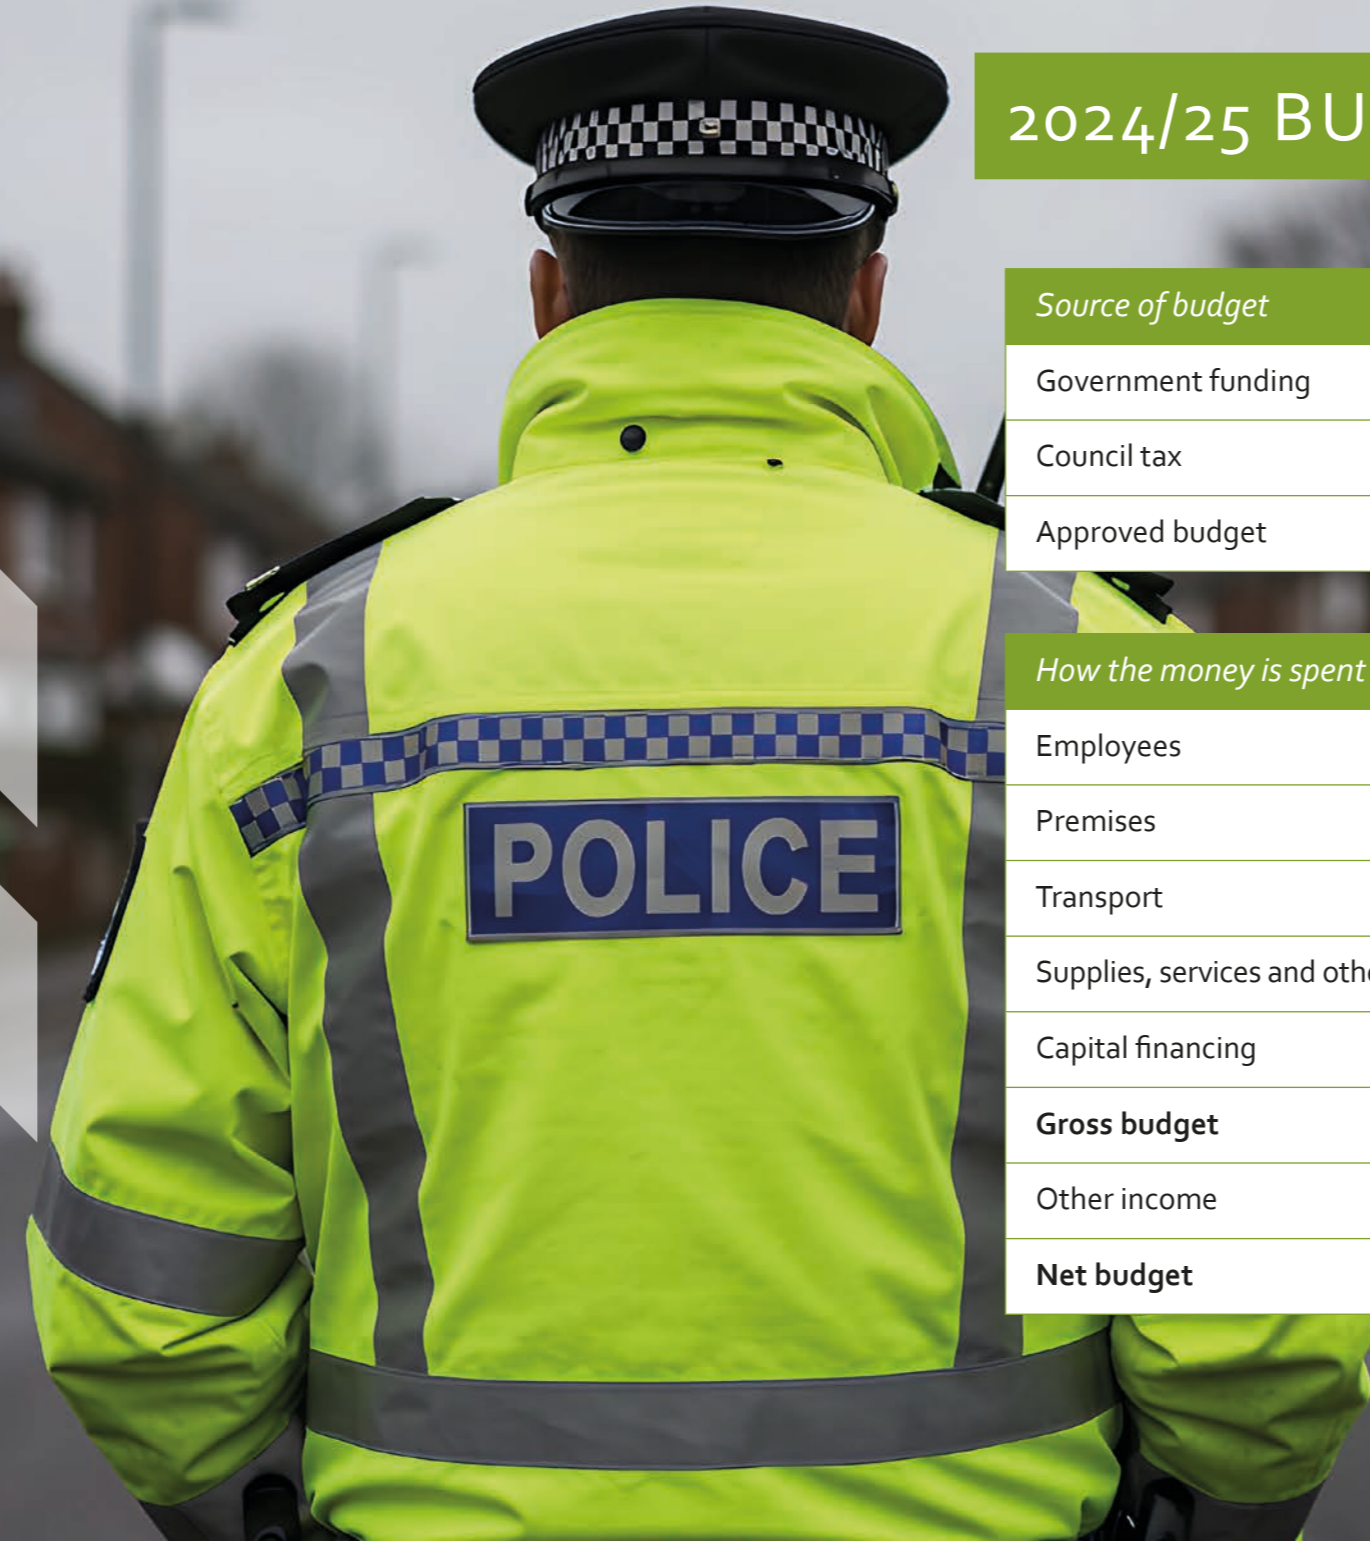 2024/25 BU
Source of budget
Government funding
Council tax
Approved budget
How the money is spent
Employees
Premises
Transport
Supplies, services and oth
Capital financing
Gross budget
Other income
Net budget
POLICE